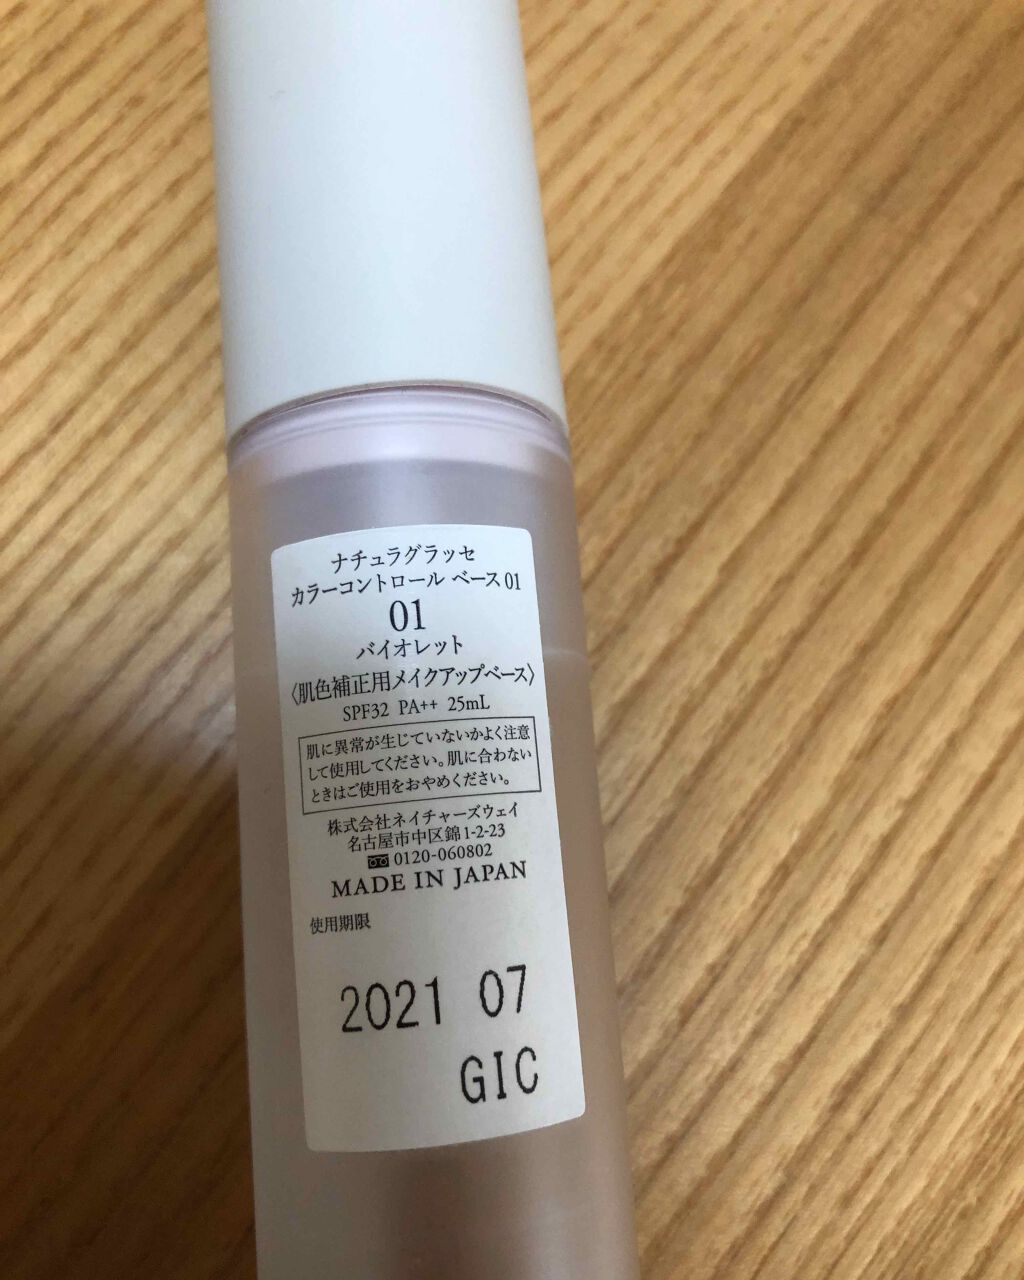 ナチュラグラッセ
カラーコントロール ベース 01
01
バイオレット
〈肌色補正用メイクアップベース〉
SPF32 PA++ 25mL
肌に異常が生じていないかよく注意
して使用してください。肌に合わない
ときはご使用をおやめください。
株式会社ネイチャーズウェイ
名古屋市中区錦1-2-23
0120-060802
MADE IN JAPAN
使用期限
2021 07
GIC